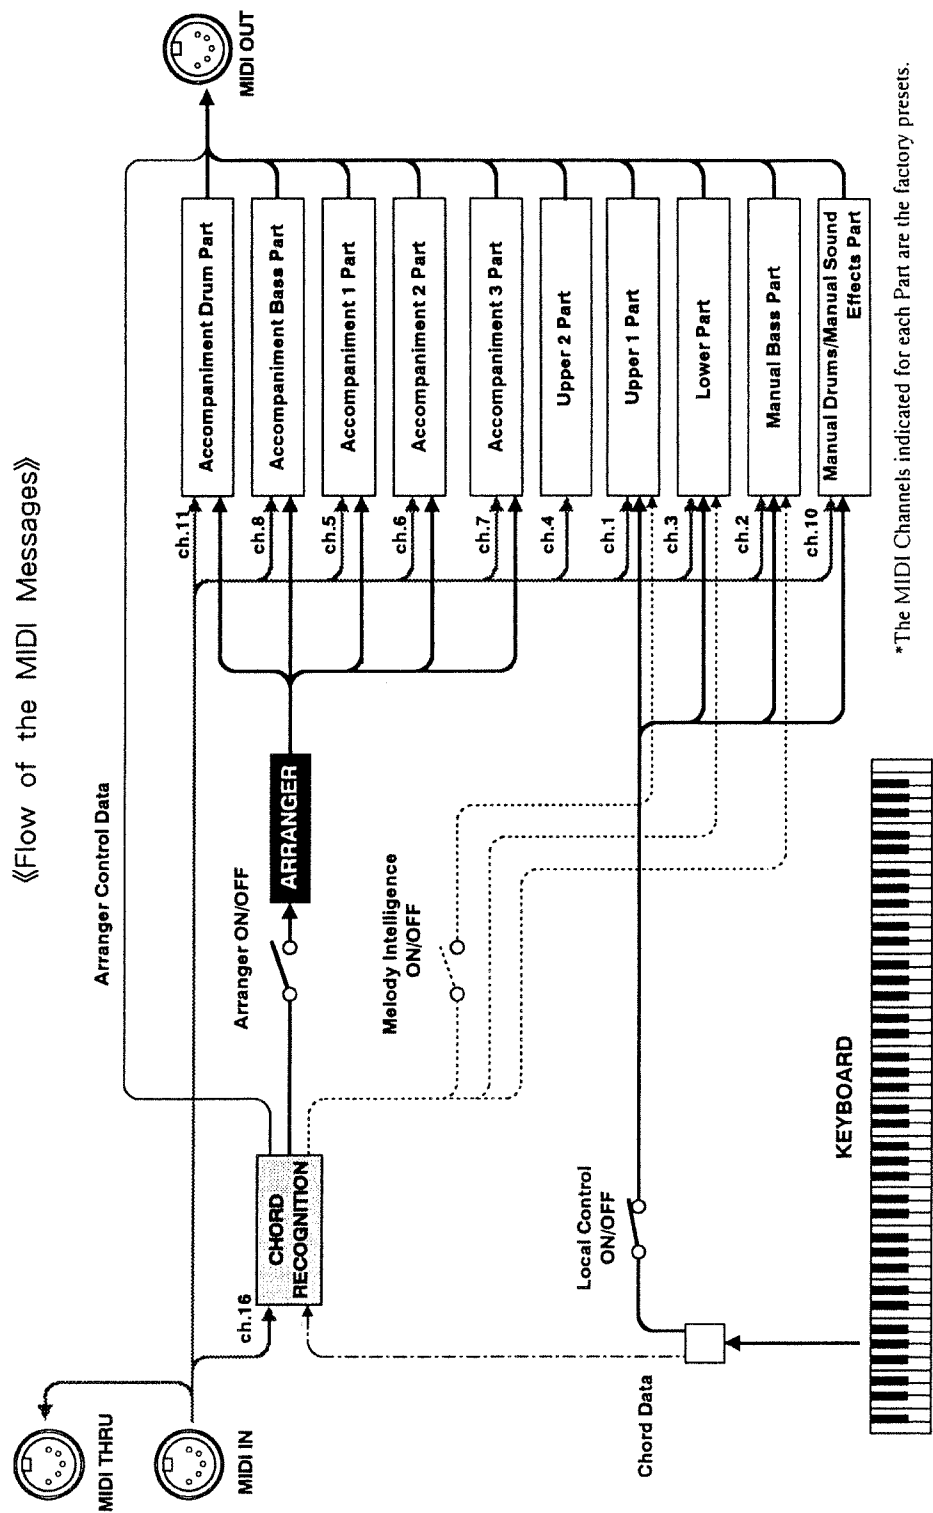 《Flow of the MIDI Messages》
MIDI THRU
MIDI IN
ch.16
CHORD
RECOGNITION
Arranger Control Data
Arranger ON/OFF
ARRANGER
Melody Intelligence
ON/OFF
Chord Data
Local Control
ON/OFF
KEYBOARD
MIDI OUT
ch.11
Accompaniment Drum Part
ch.8
Accompaniment Bass Part
ch.5
Accompaniment 1 Part
ch.6
Accompaniment 2 Part
ch.7
Accompaniment 3 Part
ch.4
Upper 2 Part
ch.1
Upper 1 Part
ch.3
Lower Part
ch.2
Manual Bass Part
ch.10
Manual Drums/Manual Sound
Effects Part
*The MIDI Channels indicated for each Part are the factory presets.